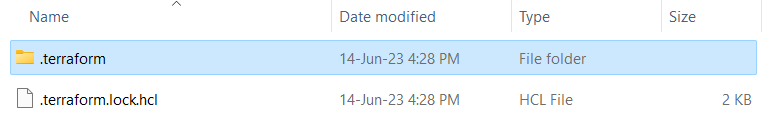 Name Date modified Type Size
.terraform 14-Jun-23 4:28 PM File folder
.terraform.lock.hcl 14-Jun-23 4:28 PM HCL File 2 KB